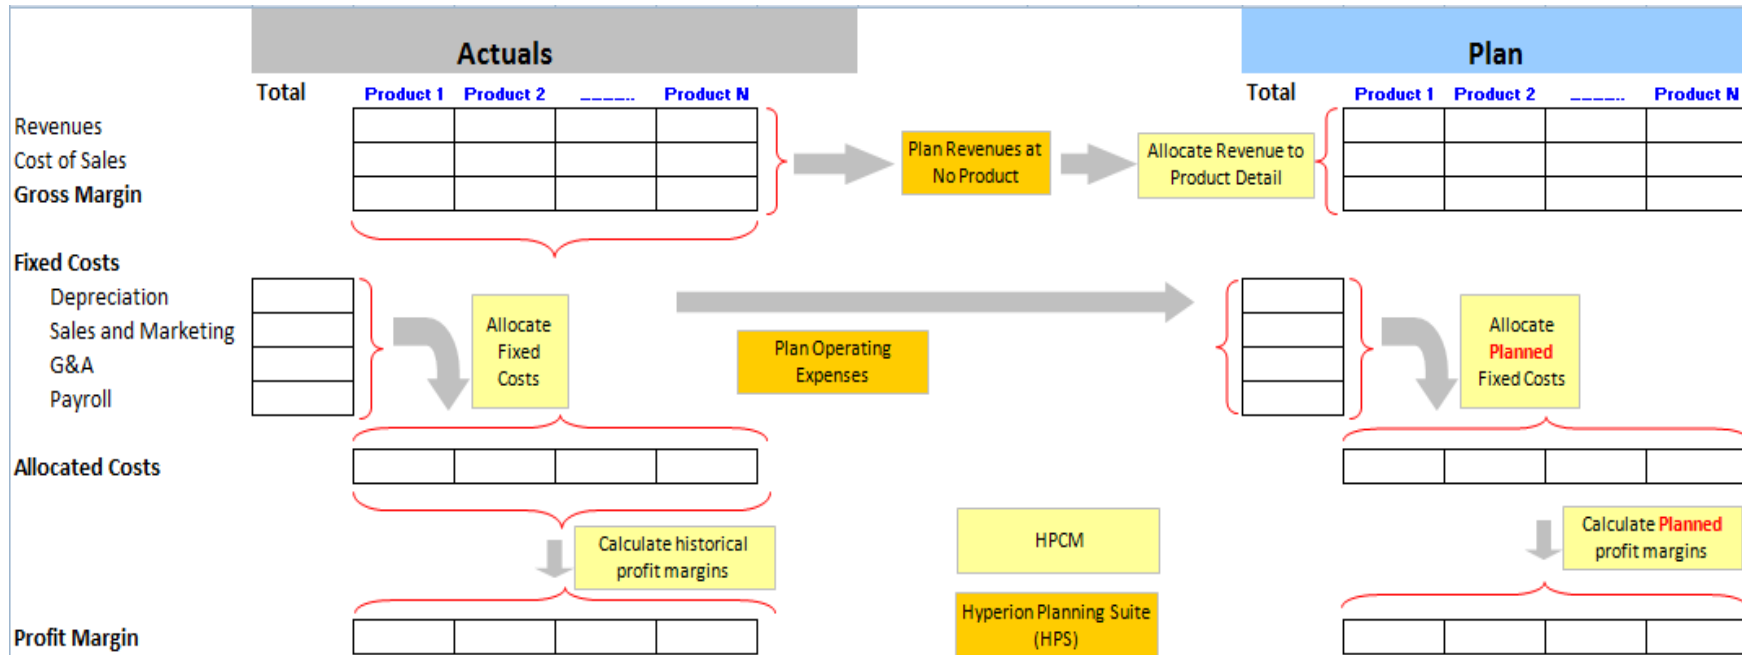 Actuals
Plan
Total Product 1 Product 2 ____.. Product N
Total Product 1 Product 2 ____.. Product N
Revenues
Cost of Sales
Gross Margin
Plan Revenues at
No Product
Allocate Revenue to
Product Detail
Fixed Costs
Depreciation
Sales and Marketing
G&A
Payroll
Allocate
Fixed
Costs
Plan Operating
Expenses
Allocate
Planned
Fixed Costs
Allocated Costs
Calculate historical
profit margins
HPCM
Calculate Planned
profit margins
Hyperion Planning Suite
(HPS)
Profit Margin